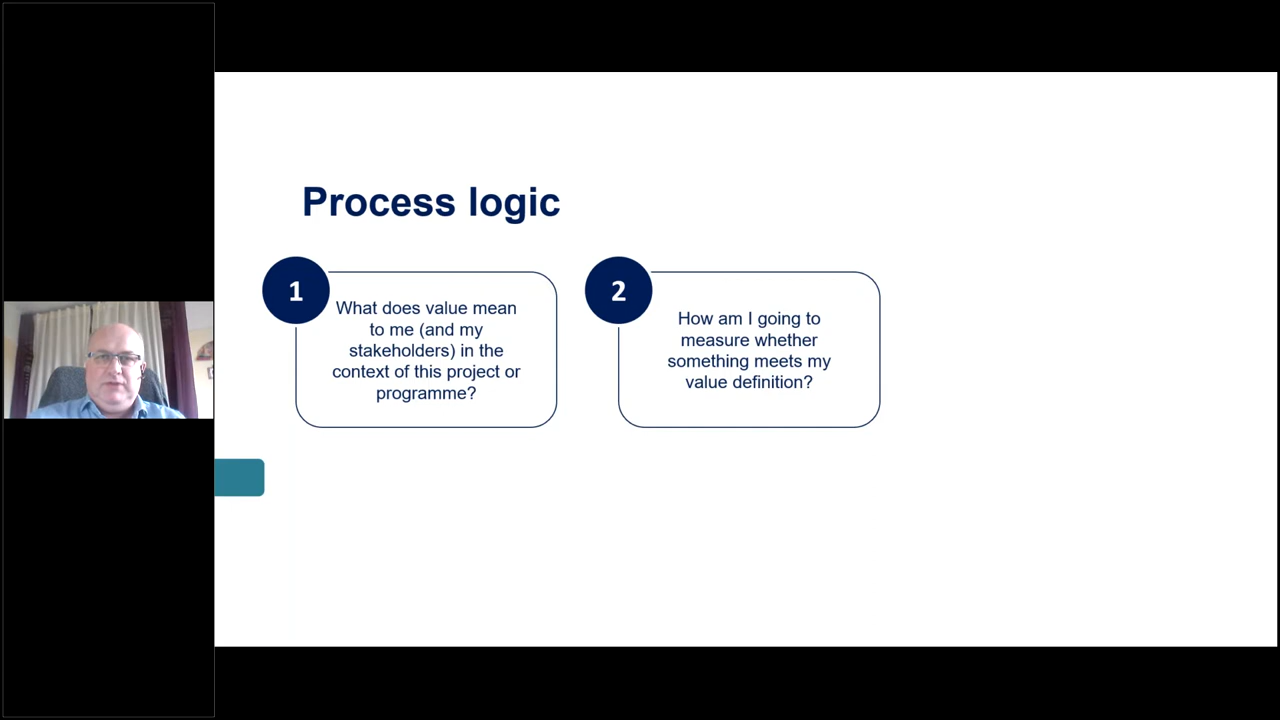 Process logic
1
What does value mean
to me (and my
stakeholders) in the
context of this project or
programme?
2
How am I going to
measure whether
something meets my
value definition?